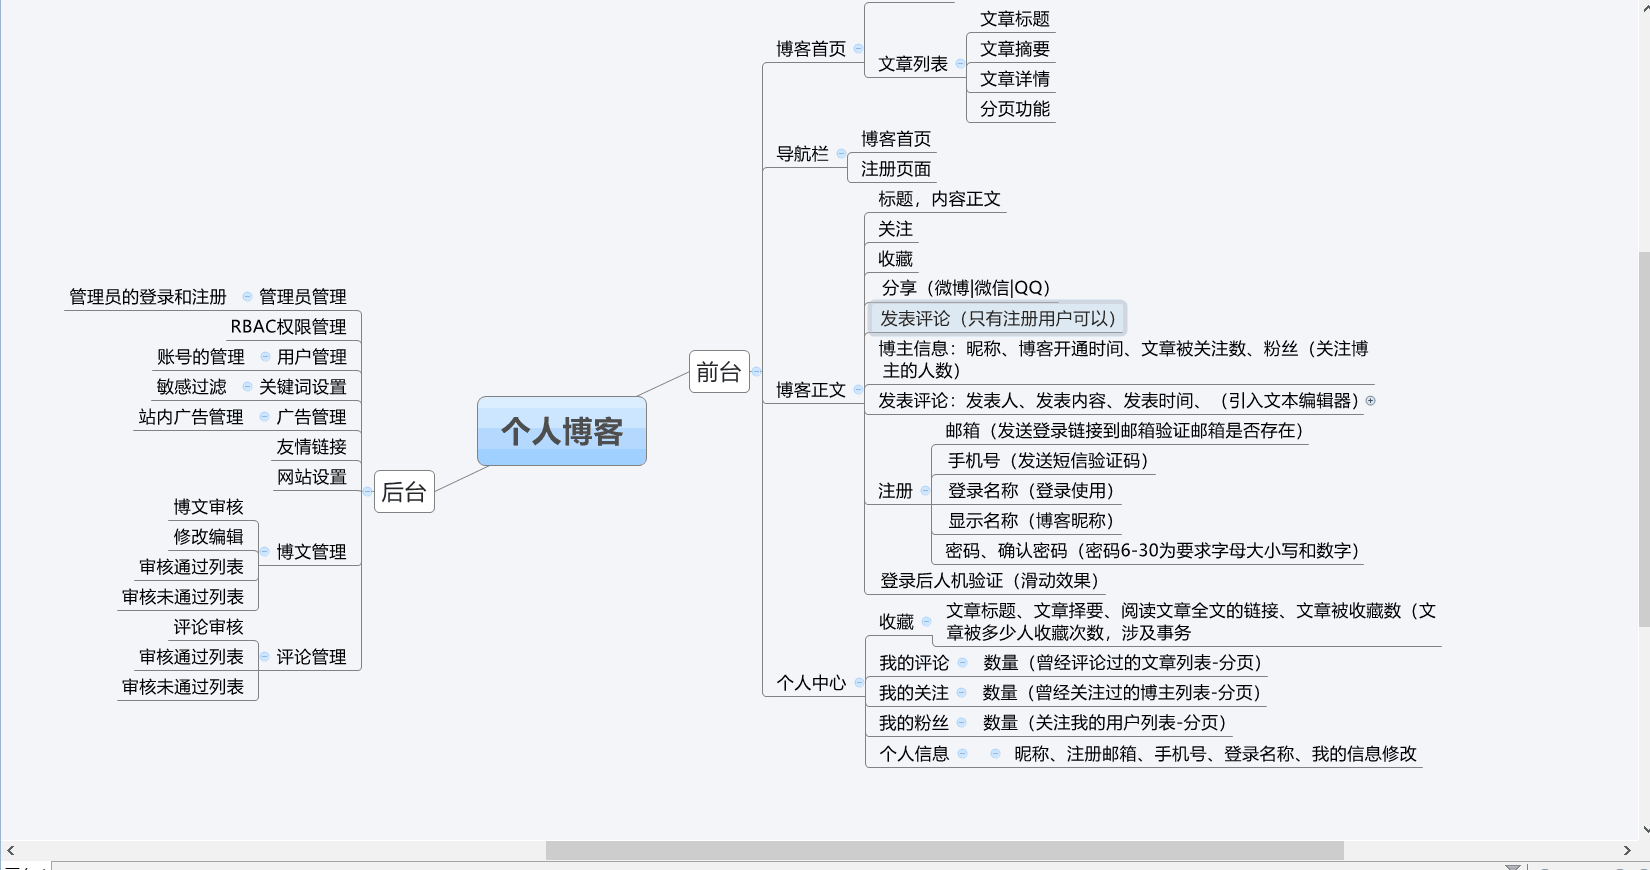 个人博客
前台
博客首页
文章列表
文章标题
文章摘要
文章详情
分页功能
导航栏
博客首页
注册页面
博客正文
标题，内容正文
关注
收藏
分享（微博|微信|QQ）
发表评论（只有注册用户可以）
博主信息：昵称、博客开通时间、文章被关注数、粉丝（关注博
主的人数）
发表评论：发表人、发表内容、发表时间、（引入文本编辑器）
注册
邮箱（发送登录链接到邮箱验证邮箱是否存在）
手机号（发送短信验证码）
登录名称（登录使用）
显示名称（博客昵称）
密码、确认密码（密码6-30为要求字母大小写和数字）
登录后人机验证（滑动效果）
个人中心
收藏
文章标题、文章择要、阅读文章全文的链接、文章被收藏数（文
章被多少人收藏次数，涉及事务
我的评论
数量（曾经评论过的文章列表-分页）
我的关注
数量（曾经关注过的博主列表-分页）
我的粉丝
数量（关注我的用户列表-分页）
个人信息
昵称、注册邮箱、手机号、登录名称、我的信息修改
后台
管理员管理
管理员的登录和注册
RBAC权限管理
用户管理
账号的管理
关键词设置
敏感过滤
广告管理
站内广告管理
友情链接
网站设置
博文管理
博文审核
修改编辑
审核通过列表
审核未通过列表
评论管理
评论审核
审核通过列表
审核未通过列表